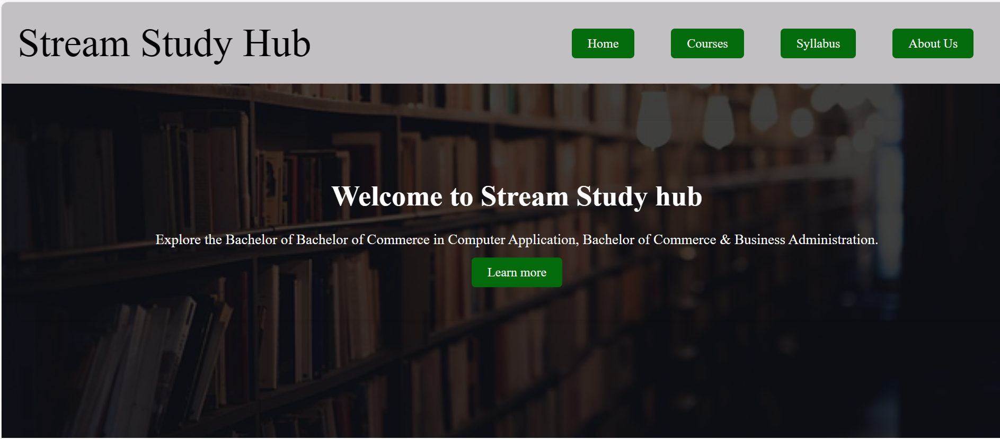 Stream Study Hub
Home
Courses
Syllabus
About Us
Welcome to Stream Study hub
Explore the Bachelor of Bachelor of Commerce in Computer Application, Bachelor of Commerce & Business Administration.
Learn more